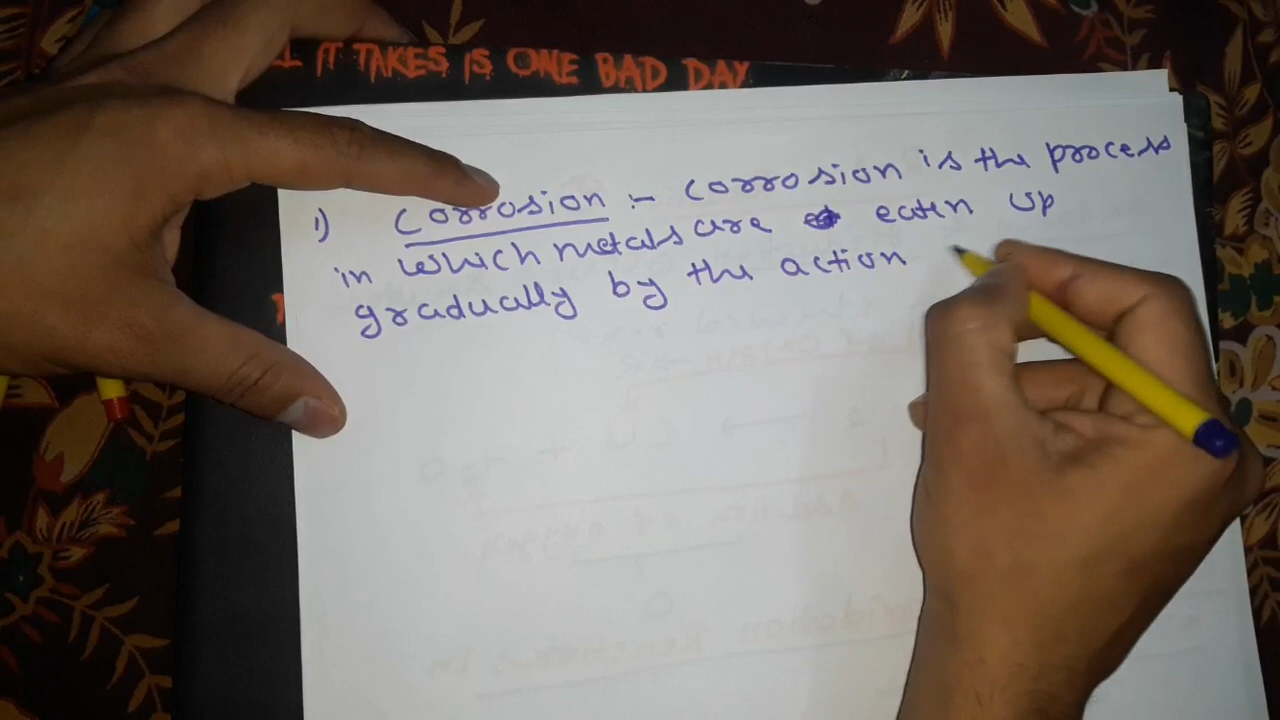 IT TAKES IS ONE BAD DAY
1) Corrosion :- Corrosion is the process
in which metals are eaten up
gradually by the action